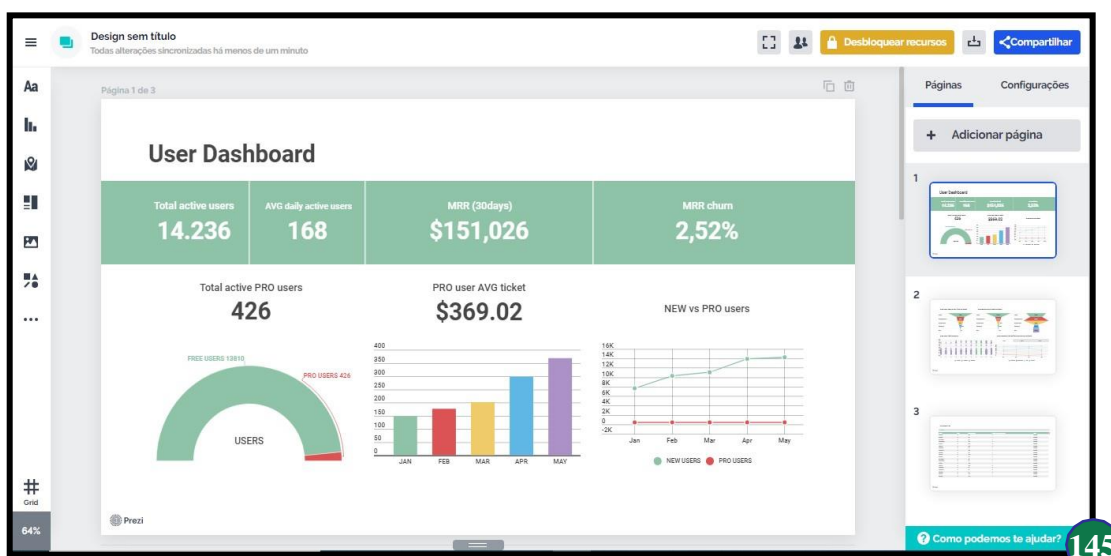 Design sem título
Todas alterações sincronizadas há menos de um minuto
Desbloquear recursos
Compartilhar
Aa
Página 1 de 3
Páginas
Configurações
+ Adicionar página
User Dashboard
Total active users
14.236
AVG daily active users
168
MRR (30days)
$151,026
MRR churn
2,52%
Total active PRO users
426
PRO user AVG ticket
$369.02
NEW vs PRO users
FREE USERS 13810
PRO USERS 426
USERS
400
350
300
250
200
150
100
50
0
JAN FEB MAR APR MAY
16K
14K
12K
10K
8K
6K
4K
2K
0
-2K
Jan Feb Mar Apr May
NEW USERS PRO USERS
Prezi
1
User Dashboard
2
3
Grid
64%
? Como podemos te ajudar?
145